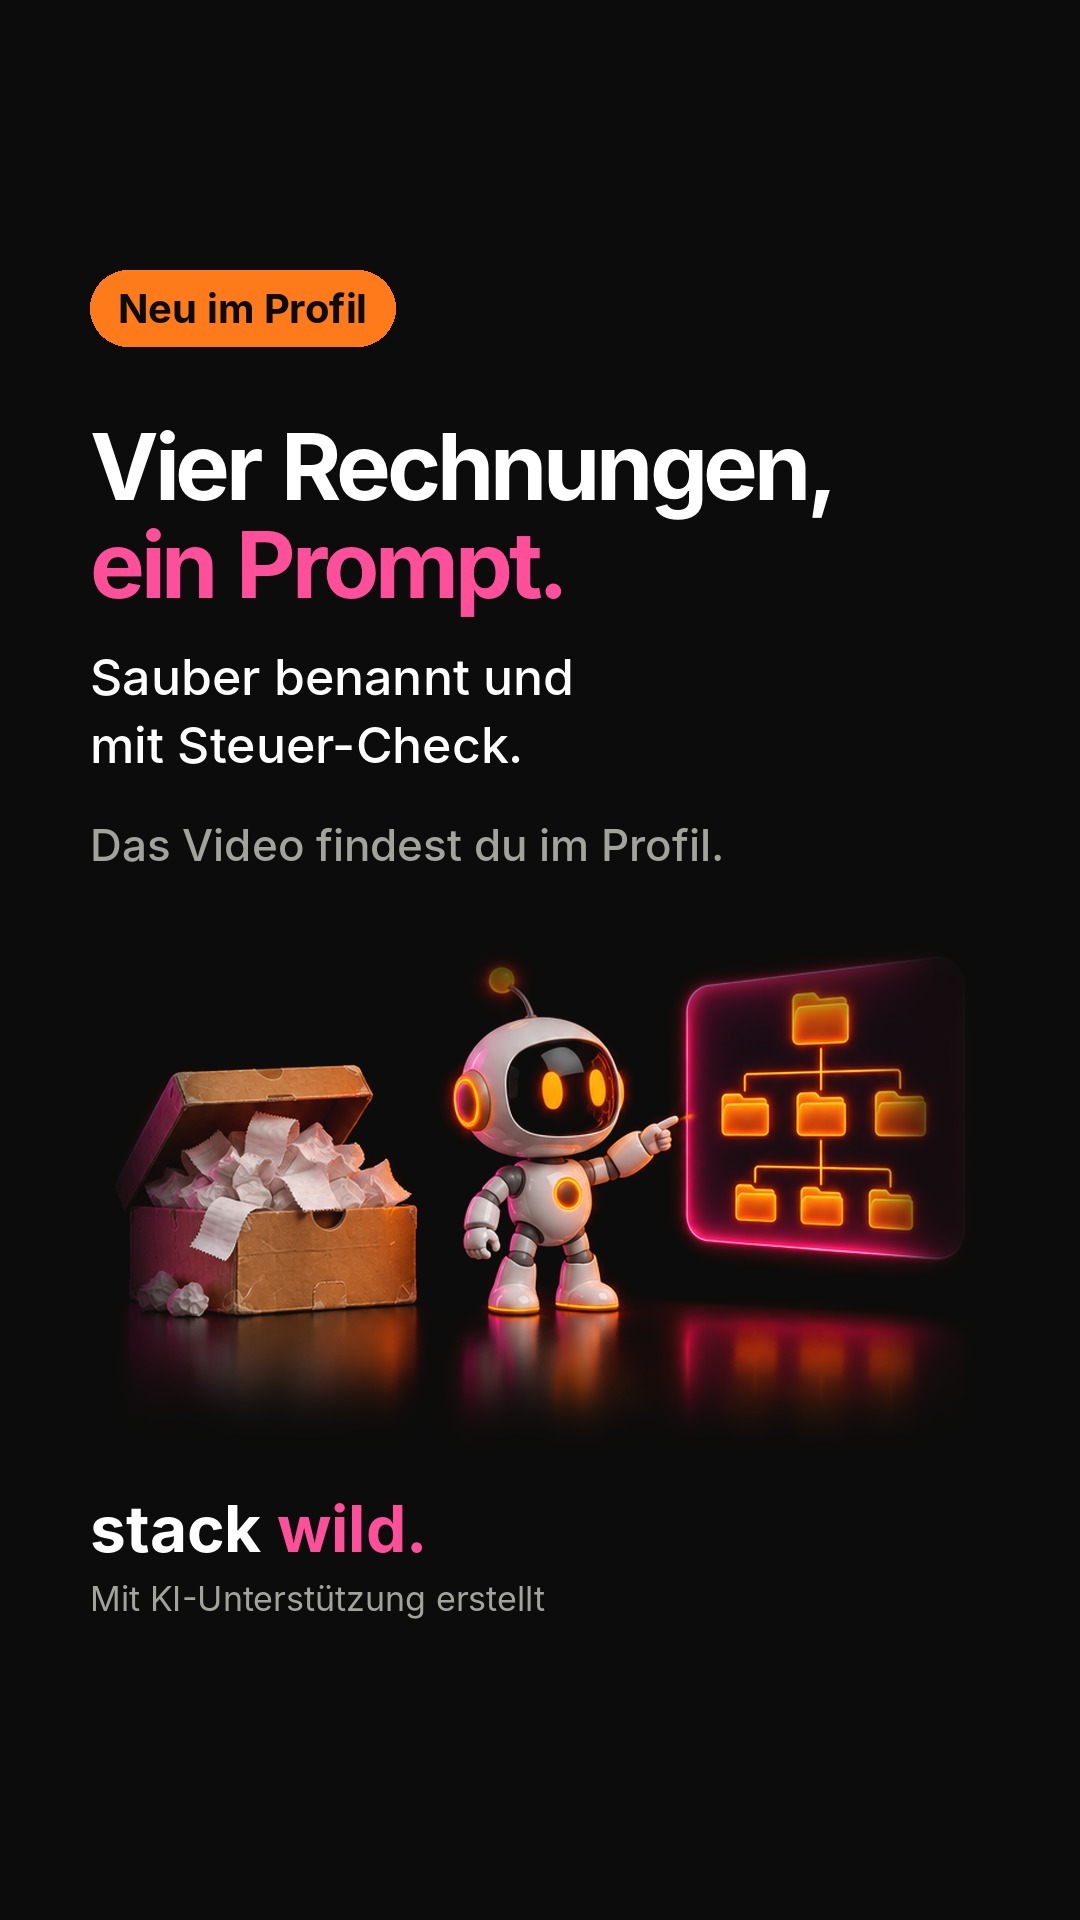 Neu im Profil
Vier Rechnungen,
ein Prompt.
Sauber benannt und
mit Steuer-Check.
Das Video findest du im Profil.
stack wild.
Mit KI-Unterstützung erstellt